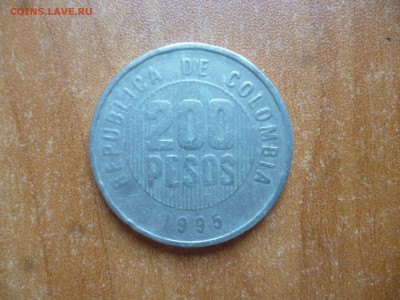 COINS.LAVE.RU
REPUBLICA DE COLOMBIA
200
PESOS
1995